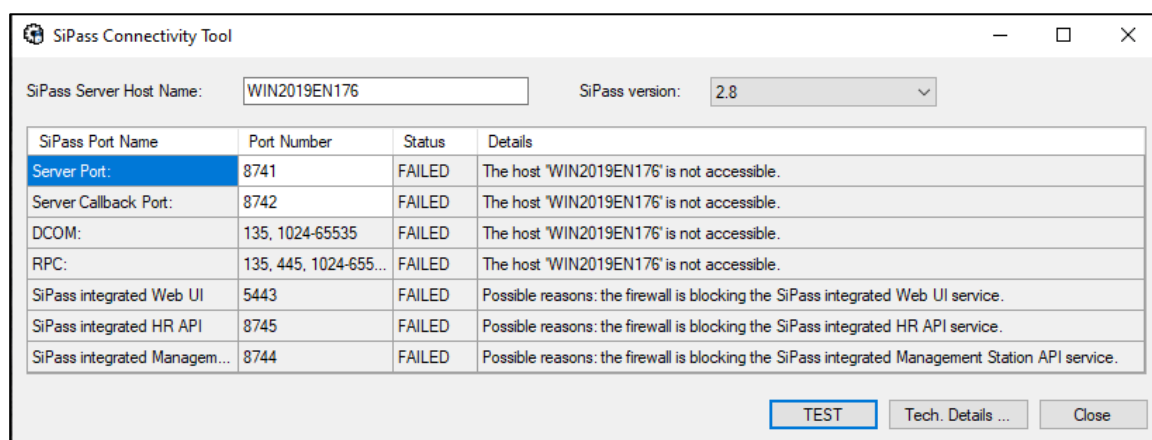 SiPass Connectivity Tool
SiPass Server Host Name: WIN2019EN176 SiPass version: 2.8
SiPass Port Name Port Number Status Details
Server Port: 8741 FAILED The host 'WIN2019EN176' is not accessible.
Server Callback Port: 8742 FAILED The host 'WIN2019EN176' is not accessible.
DCOM: 135, 1024-65535 FAILED The host 'WIN2019EN176' is not accessible.
RPC: 135, 445, 1024-655... FAILED The host 'WIN2019EN176' is not accessible.
SiPass integrated Web UI 5443 FAILED Possible reasons: the firewall is blocking the SiPass integrated Web UI service.
SiPass integrated HR API 8745 FAILED Possible reasons: the firewall is blocking the SiPass integrated HR API service.
SiPass integrated Managem... 8744 FAILED Possible reasons: the firewall is blocking the SiPass integrated Management Station API service.
TEST Tech. Details ... Close